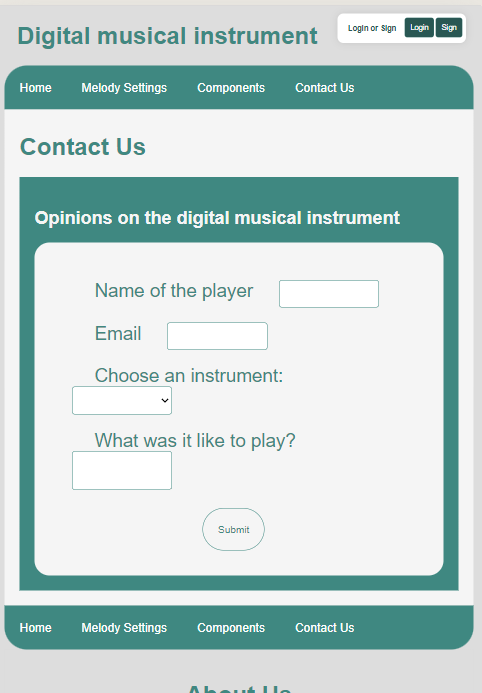 Digital musical instrument
Login or Sign Login Sign
Home Melody Settings Components Contact Us
Contact Us
Opinions on the digital musical instrument
Name of the player
Email
Choose an instrument:
What was it like to play?
Submit
Home Melody Settings Components Contact Us
About Us